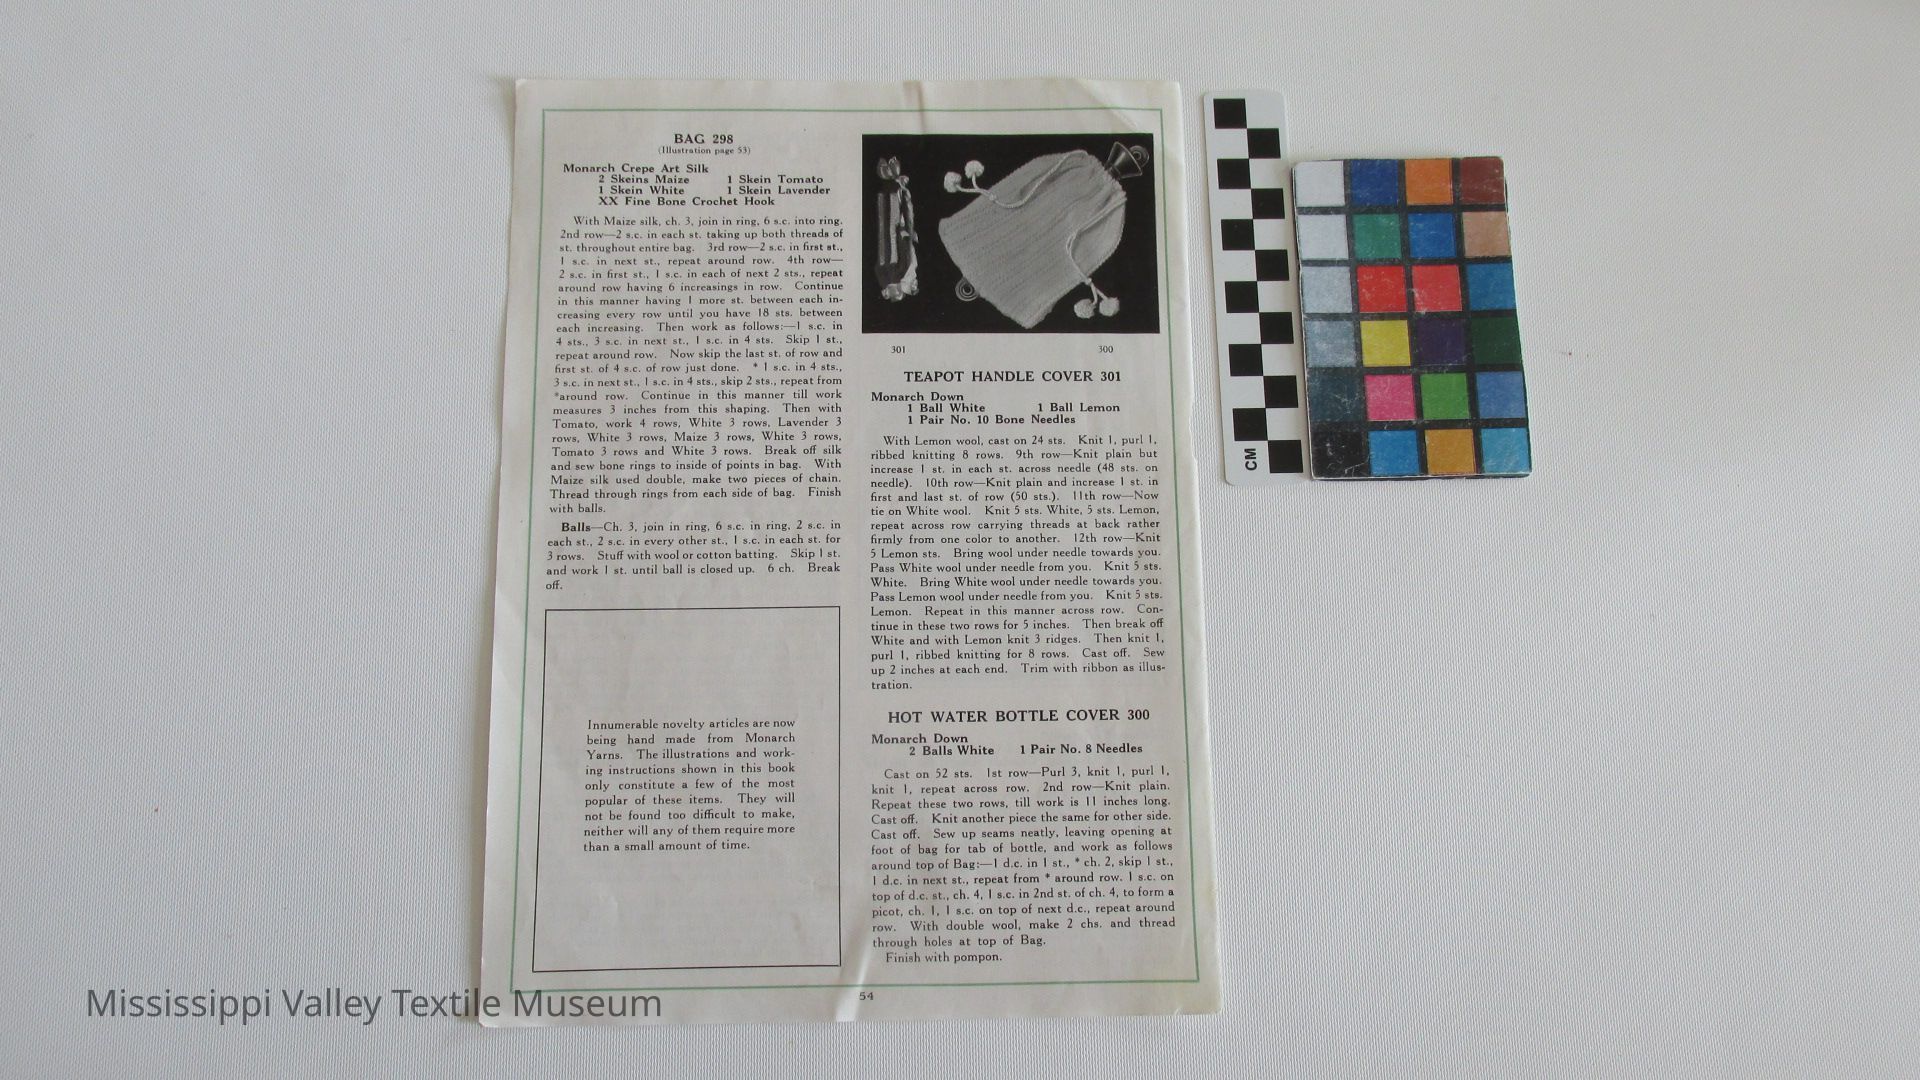 BAG 298
(Illustration page 53)
Monarch Crepe Art Silk
2 Skeins Maize 1 Skein Tomato
1 Skein White 1 Skein Lavender
XX Fine Bone Crochet Hook
With Maize silk, ch. 3, join in ring, 6 s.c. into ring.
2nd row—2 s.c. in each st. taking up both threads of
st. throughout entire bag. 3rd row—2 s.c. in first st.,
1 s.c. in next st., repeat around row. 4th row—
2 s.c. in first st., 1 s.c. in each of next 2 sts., repeat
around row having 6 increasings in row. Continue
in this manner having 1 more st. between each in-
creasing every row until you have 18 sts. between
each increasing. Then work as follows:—1 s.c. in
4 sts., 3 s.c. in next st., 1 s.c. in 4 sts. Skip 1 st.,
repeat around row. Now skip the last st. of row and
first st. of 4 s.c. of row just done. * 1 s.c. in 4 sts.,
3 s.c. in next st., 1 s.c. in 4 sts., skip 2 sts., repeat from
*around row. Continue in this manner till work
measures 3 inches from this shaping. Then with
Tomato, work 4 rows, White 3 rows, Lavender 3
rows, White 3 rows, Maize 3 rows, White 3 rows,
Tomato 3 rows and White 3 rows. Break off silk
and sew bone rings to inside of points in bag. With
Maize silk used double, make two pieces of chain.
Thread through rings from each side of bag. Finish
with balls.
Balls—Ch. 3, join in ring, 6 s.c. in ring, 2 s.c. in
each st., 2 s.c. in every other st., 1 s.c. in each st. for
3 rows. Stuff with wool or cotton batting. Skip 1 st.
and work 1 st. until ball is closed up. 6 ch. Break
off.
Innumerable novelty articles are now
being hand made from Monarch
Yarns. The illustrations and work-
ing instructions shown in this book
only constitute a few of the most
popular of these items. They will
not be found too difficult to make,
neither will any of them require more
than a small amount of time.
301 300
TEAPOT HANDLE COVER 301
Monarch Down
1 Ball White 1 Ball Lemon
1 Pair No. 10 Bone Needles
With Lemon wool, cast on 24 sts. Knit 1, purl 1,
ribbed knitting 8 rows. 9th row—Knit plain but
increase 1 st. in each st. across needle (48 sts. on
needle). 10th row—Knit plain and increase 1 st. in
first and last st. of row (50 sts.). 11th row—Now
tie on White wool. Knit 5 sts. White, 5 sts. Lemon,
repeat across row carrying threads at back rather
firmly from one color to another. 12th row—Knit
5 Lemon sts. Bring wool under needle towards you.
Pass White wool under needle from you. Knit 5 sts.
White. Bring White wool under needle towards you.
Pass Lemon wool under needle from you. Knit 5 sts.
Lemon. Repeat in this manner across row. Con-
tinue in these two rows for 5 inches. Then break off
White and with Lemon knit 3 ridges. Then knit 1,
purl 1, ribbed knitting for 8 rows. Cast off. Sew
up 2 inches at each end. Trim with ribbon as illus-
tration.
HOT WATER BOTTLE COVER 300
Monarch Down
2 Balls White 1 Pair No. 8 Needles
Cast on 52 sts. 1st row—Purl 3, knit 1, purl 1,
knit 1, repeat across row. 2nd row—Knit plain.
Repeat these two rows, till work is 11 inches long.
Cast off. Knit another piece the same for other side.
Cast off. Sew up seams neatly, leaving opening at
foot of bag for tab of bottle, and work as follows
around top of Bag:—1 d.c. in 1 st., * ch. 2, skip 1 st.,
1 d.c. in next st., repeat from * around row. 1 s.c. on
top of d.c. st., ch. 4, 1 s.c. in 2nd st. of ch. 4, to form a
picot, ch. 1, 1 s.c. on top of next d.c., repeat around
row. With double wool, make 2 chs. and thread
through holes at top of Bag.
Finish with pompon.
54
CM
Mississippi Valley Textile Museum